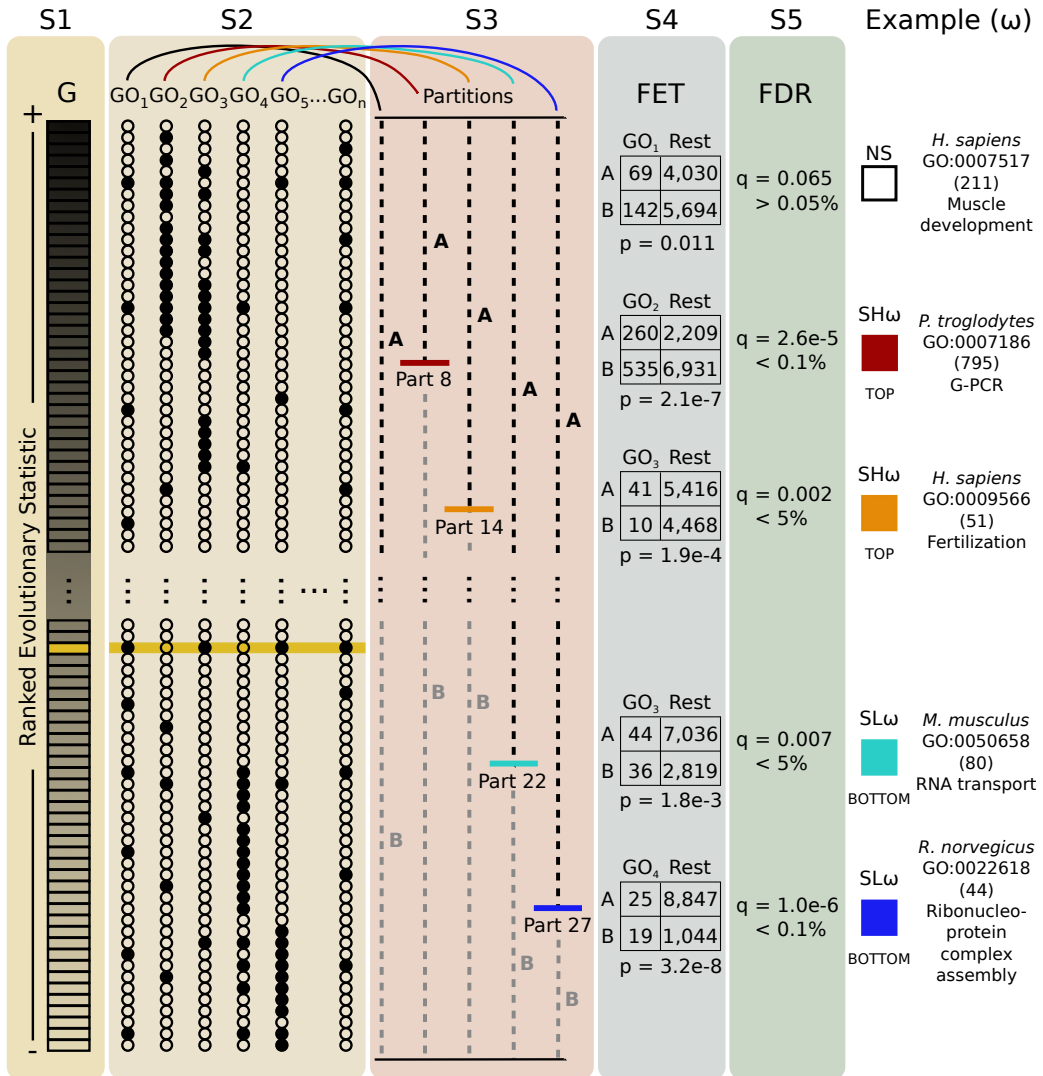 S1 S2 S3 S4 S5 Example (ω)
G GO1 GO2 GO3 GO4 GO5...GOn Partitions FET FDR
+
Ranked Evolutionary Statistic
-
A
A
A
A
A
Part 8
Part 14
Part 22
Part 27
B
B
B
B
B
GO1 Rest
A 69 4,030
B 142 5,694
p = 0.011
q = 0.065
> 0.05%
NS
H. sapiens
GO:0007517
(211)
Muscle
development
GO2 Rest
A 260 2,209
B 535 6,931
p = 2.1e-7
q = 2.6e-5
< 0.1%
SHω
TOP
P. troglodytes
GO:0007186
(795)
G-PCR
GO3 Rest
A 41 5,416
B 10 4,468
p = 1.9e-4
q = 0.002
< 5%
SHω
TOP
H. sapiens
GO:0009566
(51)
Fertilization
GO3 Rest
A 44 7,036
B 36 2,819
p = 1.8e-3
q = 0.007
< 5%
SLω
BOTTOM
M. musculus
GO:0050658
(80)
RNA transport
GO4 Rest
A 25 8,847
B 19 1,044
p = 3.2e-8
q = 1.0e-6
< 0.1%
SLω
BOTTOM
R. norvegicus
GO:0022618
(44)
Ribonucleo-
protein
complex
assembly